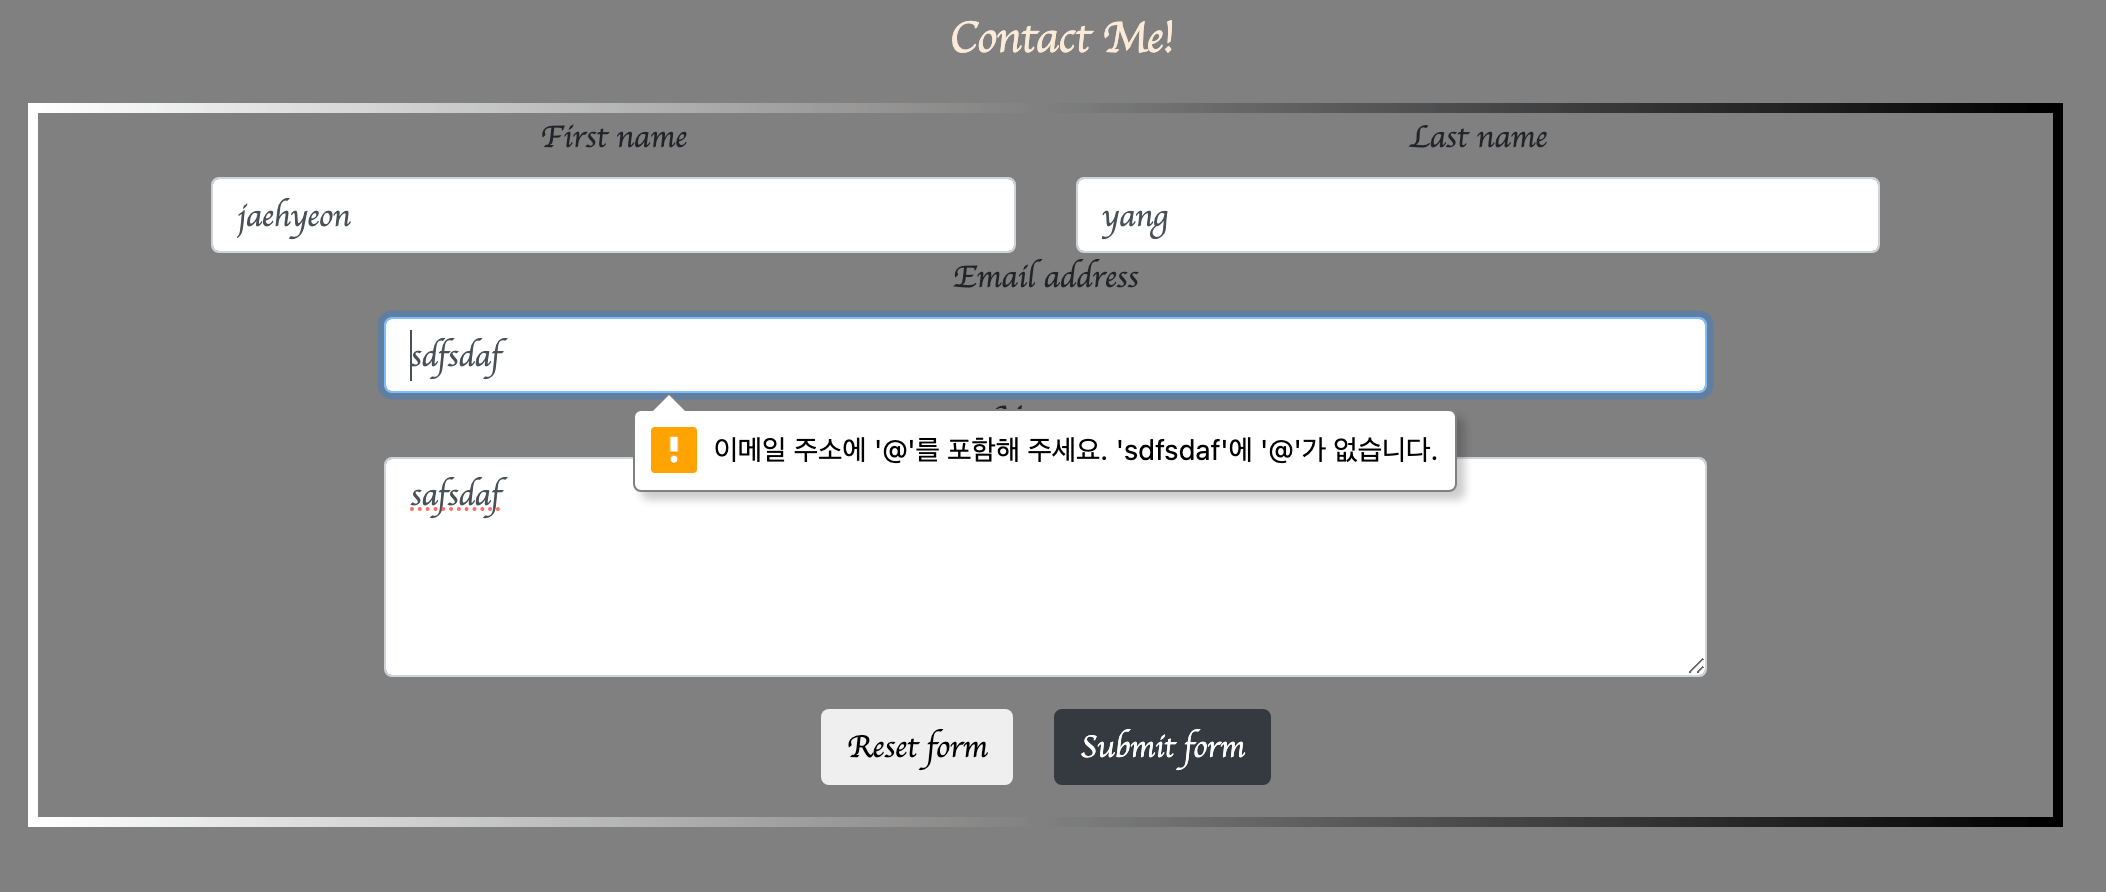 Contact Me!
First name
Last name
jaehyeon
yang
Email address
sdfsdaf
이메일 주소에 '@'를 포함해 주세요. 'sdfsdaf'에 '@'가 없습니다.
safsdaf
Reset form
Submit form